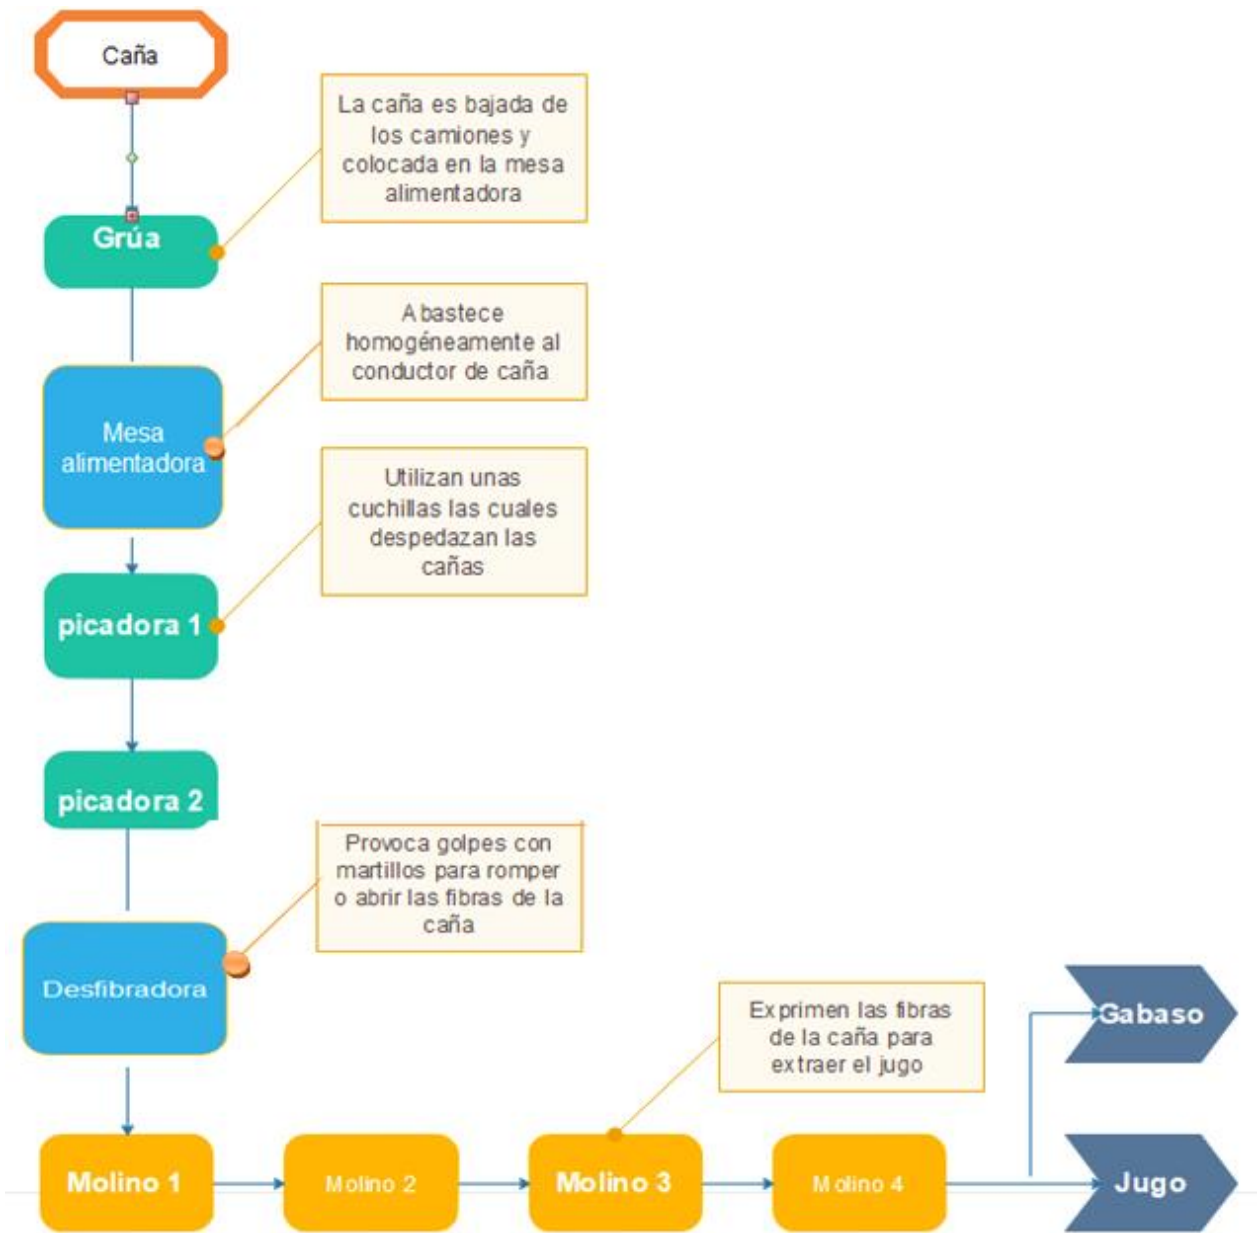 Caña
La caña es bajada de
los camiones y
colocada en la mesa
alimentadora
Grúa
Abastece
homogéneamente al
conductor de caña
Mesa
alimentadora
Utilizan unas
cuchillas las cuales
despedazan las
cañas
picadora 1
picadora 2
Provoca golpes con
martillos para romper
o abrir las fibras de la
caña
Desfibradora
Exprimen las fibras
de la caña para
extraer el jugo
Gabaso
Molino 1
Molino 2
Molino 3
Molino 4
Jugo